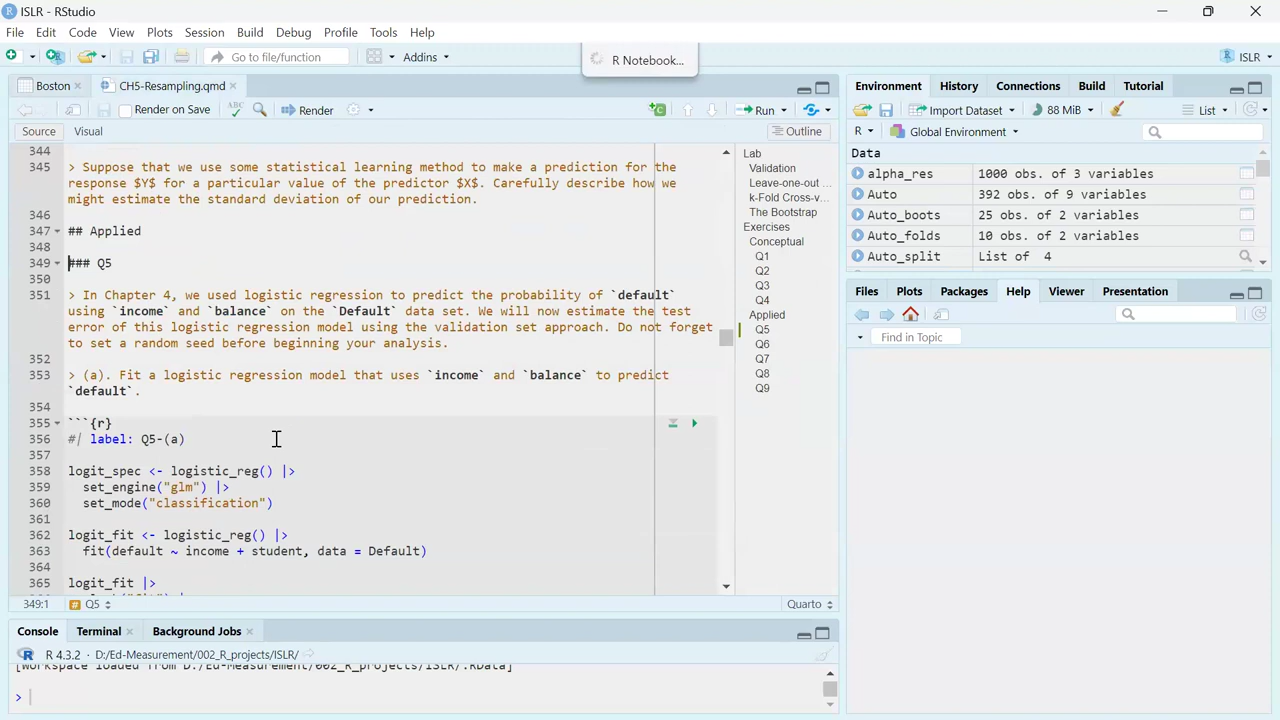 ISLR - RStudio
File Edit Code View Plots Session Build Debug Profile Tools Help
Go to file/function Addins ISLR
R Notebook...
Boston CH5-Resampling.qmd
Render on Save ABC Render Run
Source Visual Outline
344
345 > Suppose that we use some statistical learning method to make a prediction for the
response $Y$ for a particular value of the predictor $X$. Carefully describe how we
might estimate the standard deviation of our prediction.
346
347 ## Applied
348
349 ### Q5
350
351 > In Chapter 4, we used logistic regression to predict the probability of `default`
using `income` and `balance` on the `Default` data set. We will now estimate the test
error of this logistic regression model using the validation set approach. Do not forget
to set a random seed before beginning your analysis.
352
353 > (a). Fit a logistic regression model that uses `income` and `balance` to predict
`default`.
354
355 ```{r}
356 #| label: Q5-(a)
357
358 logit_spec <- logistic_reg() |>
359 set_engine("glm") |>
360 set_mode("classification")
361
362 logit_fit <- logistic_reg() |>
363 fit(default ~ income + student, data = Default)
364
365 logit_fit |>
Lab
Validation
Leave-one-out ...
k-Fold Cross-v...
The Bootstrap
Exercises
Conceptual
Q1
Q2
Q3
Q4
Applied
Q5
Q6
Q7
Q8
Q9
349:1 # Q5 Quarto
Console Terminal Background Jobs
R R 4.3.2 · D:/Ed-Measurement/002_R_projects/ISLR/
[Workspace loaded from D:/Ed-Measurement/002_R_projects/ISLR/.RData]
>
Environment History Connections Build Tutorial
Import Dataset 88 MiB List
R Global Environment
Data
alpha_res 1000 obs. of 3 variables
Auto 392 obs. of 9 variables
Auto_boots 25 obs. of 2 variables
Auto_folds 10 obs. of 2 variables
Auto_split List of 4
Files Plots Packages Help Viewer Presentation
Find in Topic